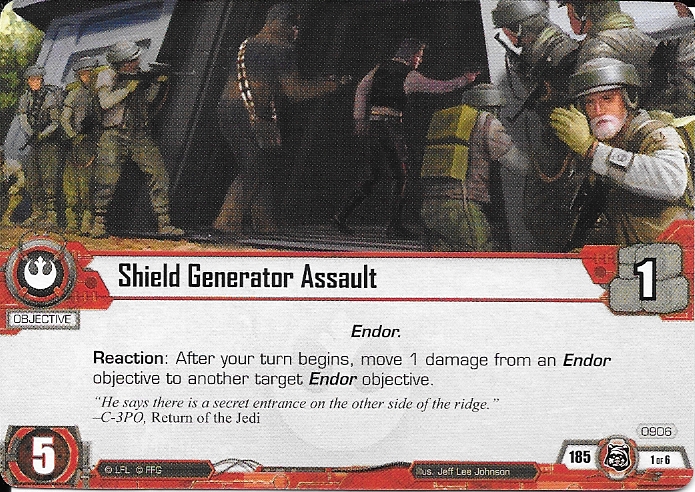 Shield Generator Assault
1
OBJECTIVE
Endor.
Reaction: After your turn begins, move 1 damage from an Endor
objective to another target Endor objective.
“He says there is a secret entrance on the other side of the ridge.”
–C-3PO, Return of the Jedi
0906
5
© LFL © FFG
Illus. Jeff Lee Johnson
185
1 OF 6